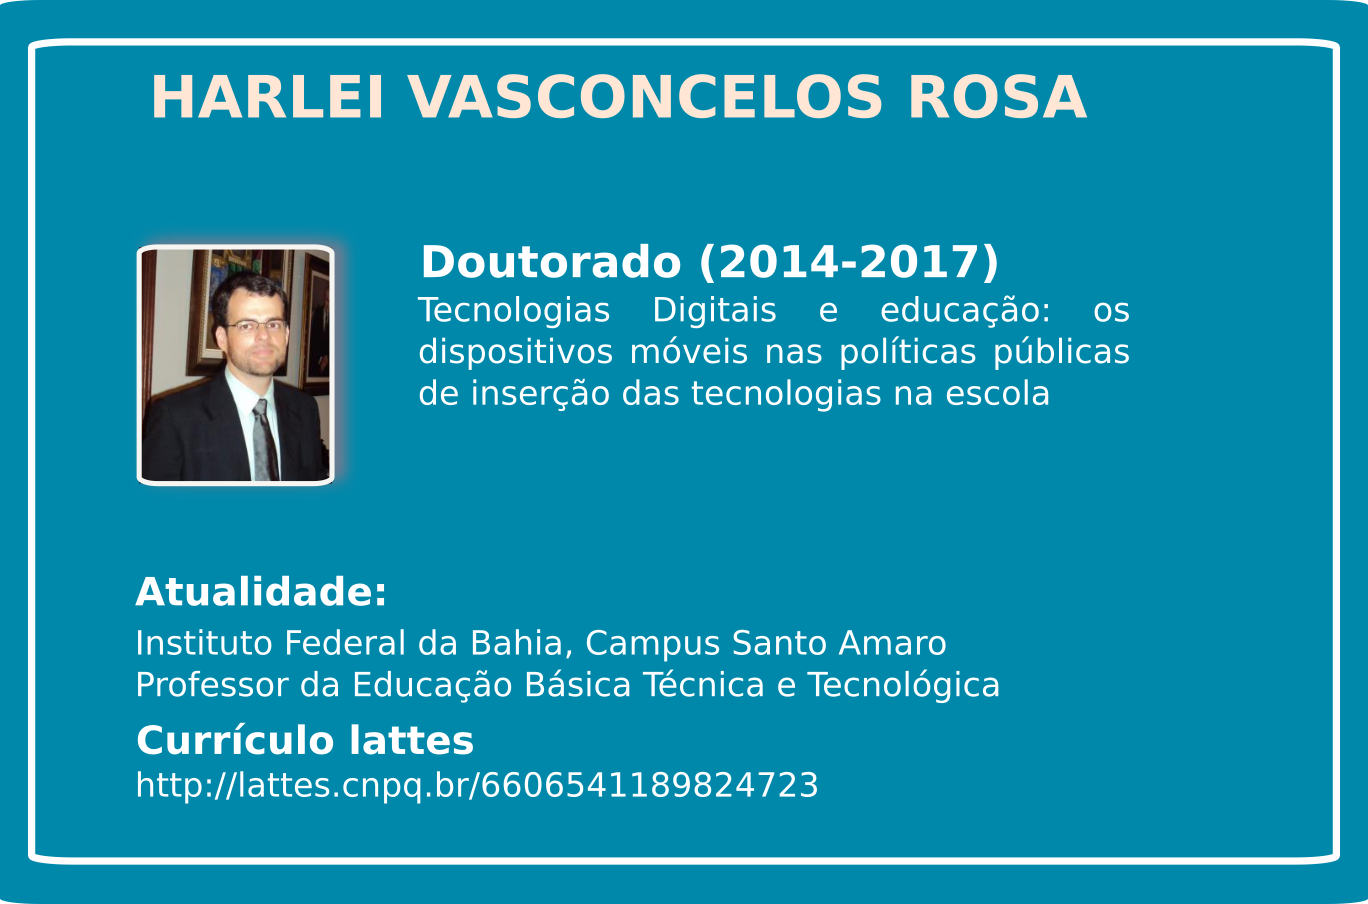 HARLEI VASCONCELOS ROSA
Doutorado (2014-2017)
Tecnologias Digitais e educação: os
dispositivos móveis nas políticas públicas
de inserção das tecnologias na escola
Atualidade:
Instituto Federal da Bahia, Campus Santo Amaro
Professor da Educação Básica Técnica e Tecnológica
Currículo lattes
http://lattes.cnpq.br/6606541189824723